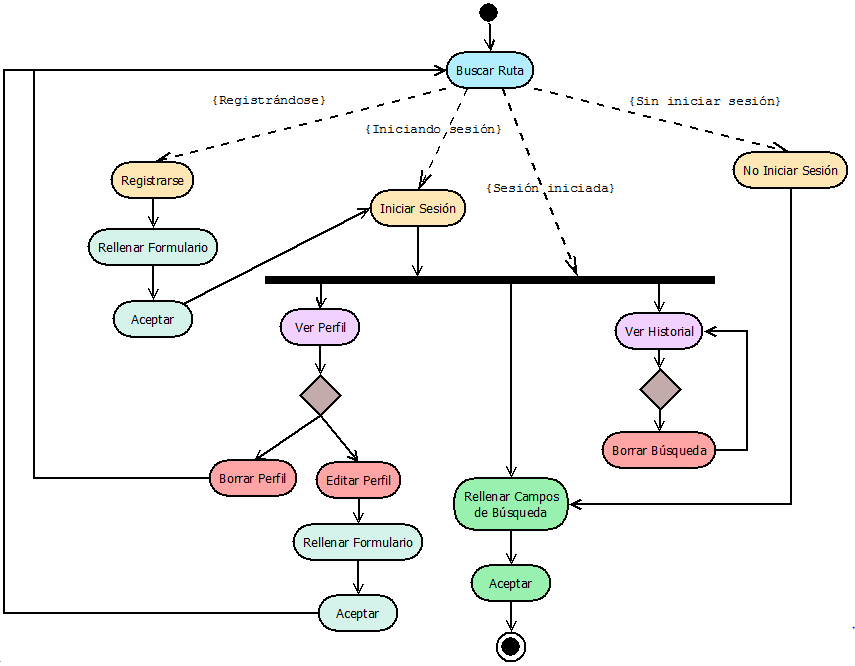 Buscar Ruta
{Registrándose}
{Iniciando sesión}
{Sin iniciar sesión}
{Sesión iniciada}
Registrarse
Iniciar Sesión
No Iniciar Sesión
Rellenar Formulario
Aceptar
Ver Perfil
Ver Historial
Borrar Perfil
Editar Perfil
Borrar Búsqueda
Rellenar Campos
de Búsqueda
Rellenar Formulario
Aceptar
Aceptar